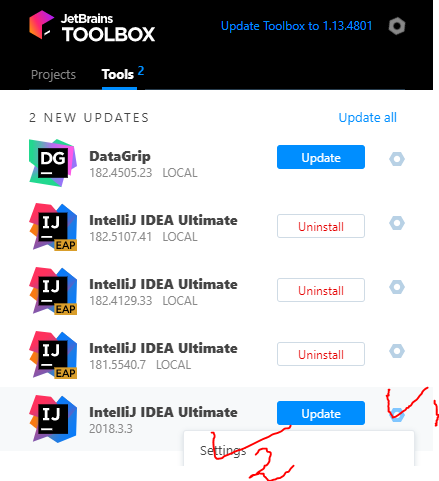 JetBrains
TOOLBOX
Update Toolbox to 1.13.4801
Projects
Tools 2
2 NEW UPDATES
Update all
DG
DataGrip
182.4505.23 LOCAL
Update
IJ
EAP
IntelliJ IDEA Ultimate
182.5107.41 LOCAL
Uninstall
IJ
EAP
IntelliJ IDEA Ultimate
182.4129.33 LOCAL
Uninstall
IJ
EAP
IntelliJ IDEA Ultimate
181.5540.7 LOCAL
Uninstall
IJ
IntelliJ IDEA Ultimate
2018.3.3
Update
1
Settings
2